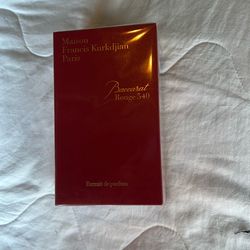 Maison
Francis Kurkdjian
Paris
Baccarat
Rouge 540
Extrait de parfum